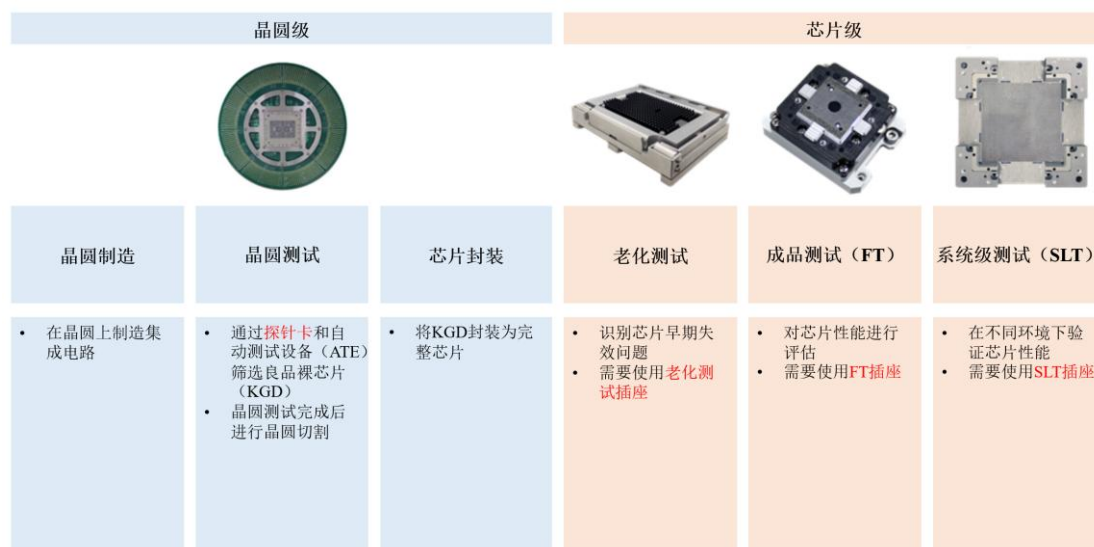 晶圆级
芯片级
晶圆制造
晶圆测试
芯片封装
老化测试
成品测试（FT）
系统级测试（SLT）
• 在晶圆上制造集
成电路
• 通过探针卡和自
动测试设备（ATE）
筛选良品裸芯片
（KGD）
• 晶圆测试完成后
进行晶圆切割
• 将KGD封装为完
整芯片
• 识别芯片早期失
效问题
• 需要使用老化测
试插座
• 对芯片性能进行
评估
• 需要使用FT插座
• 在不同环境下验
证芯片性能
• 需要使用SLT插座